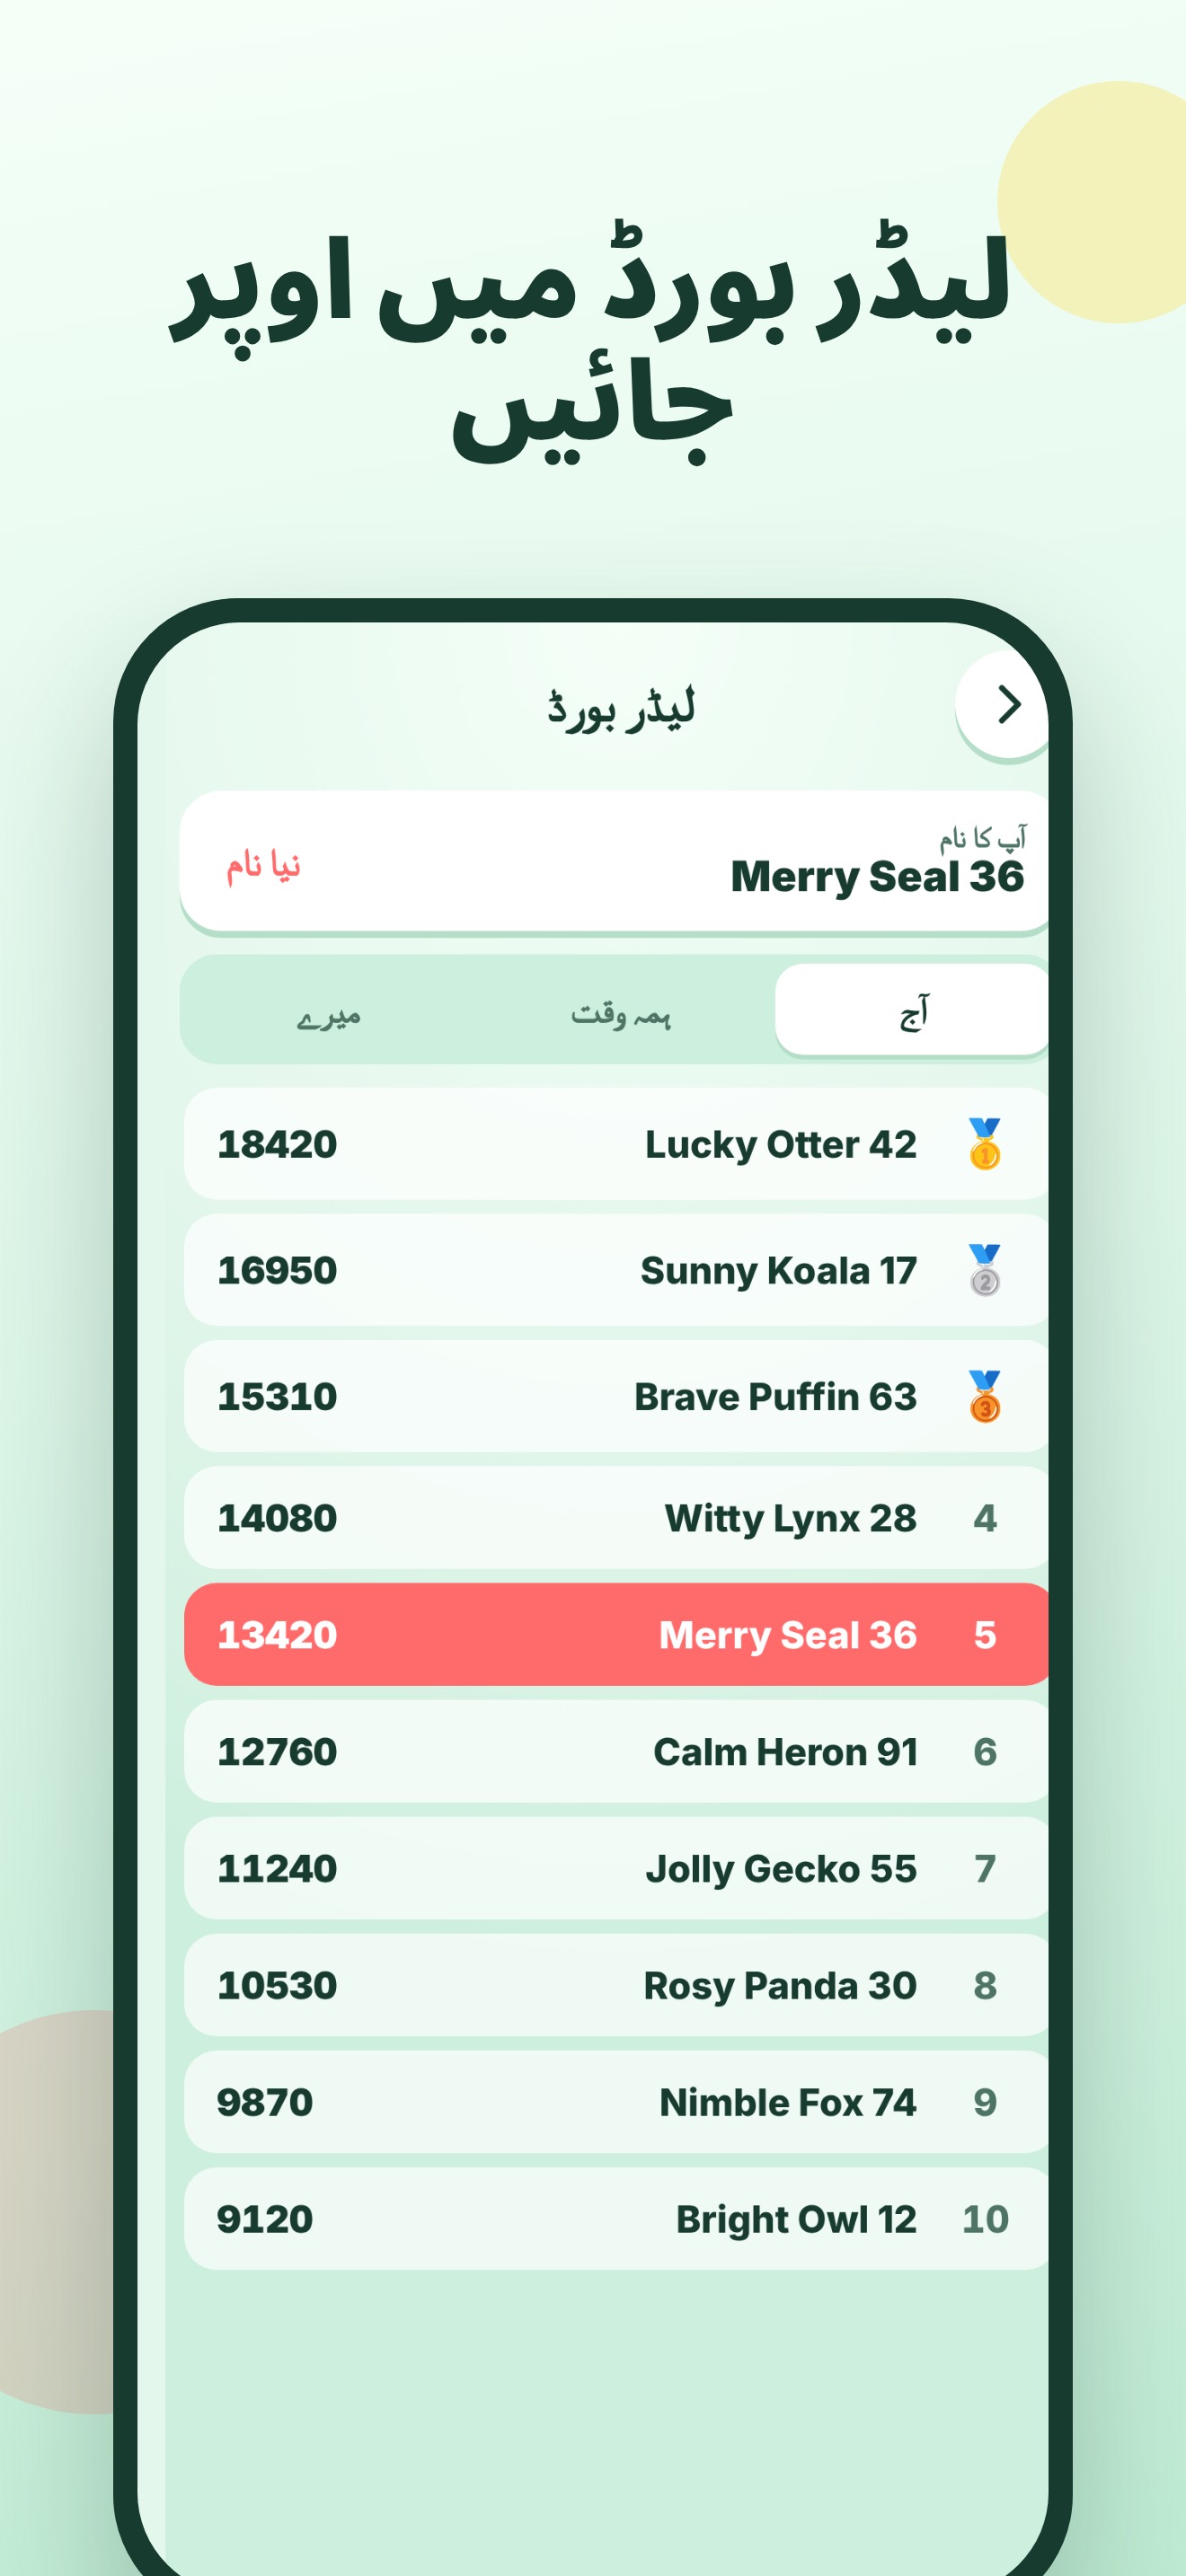 لیڈر بورڈ میں اوپر
جائیں
لیڈر بورڈ
آپ کا نام
Merry Seal 36
نیا نام
آج ہمہ وقت میرے
🥇 Lucky Otter 42 18420
🥈 Sunny Koala 17 16950
🥉 Brave Puffin 63 15310
4 Witty Lynx 28 14080
5 Merry Seal 36 13420
6 Calm Heron 91 12760
7 Jolly Gecko 55 11240
8 Rosy Panda 30 10530
9 Nimble Fox 74 9870
10 Bright Owl 12 9120